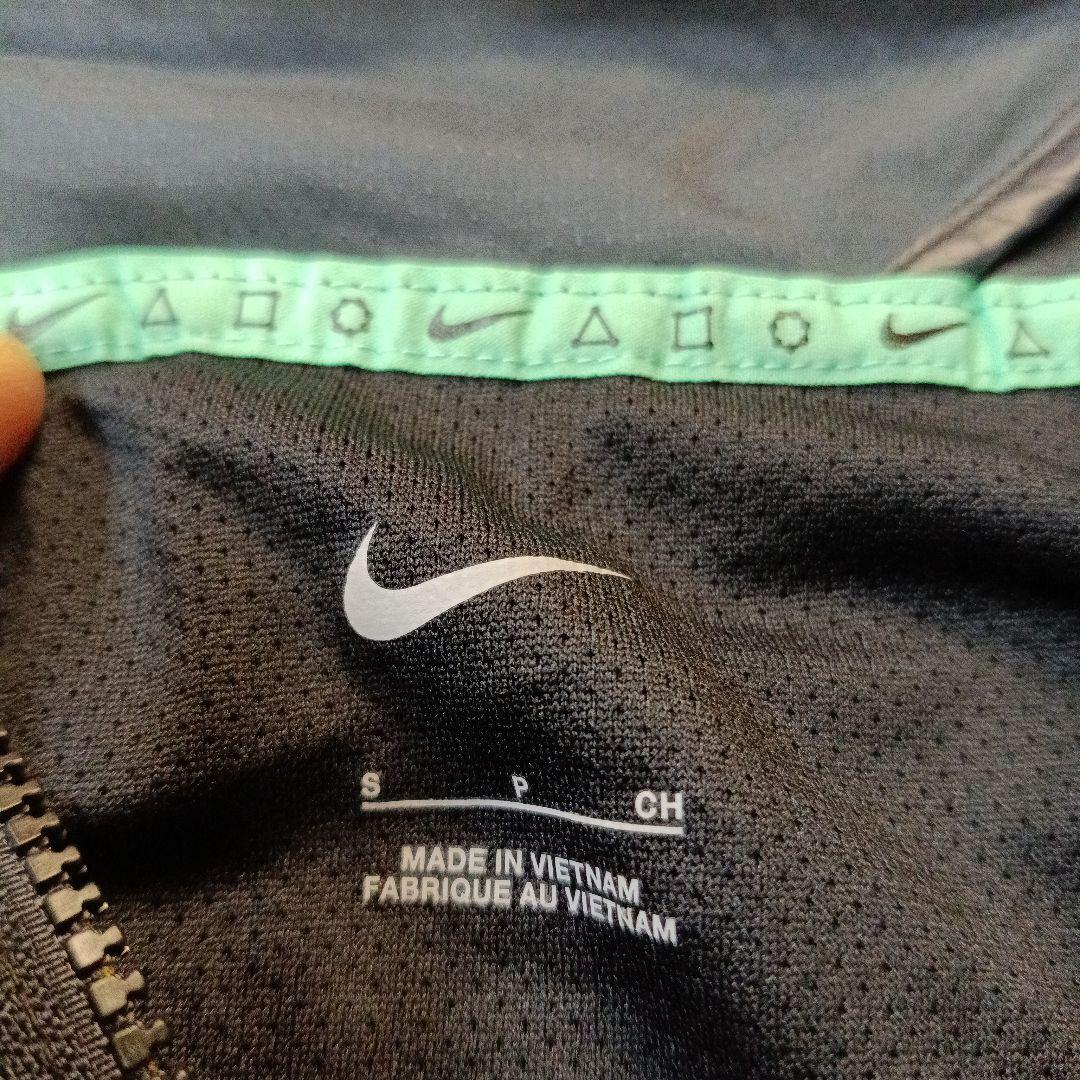 S P CH
MADE IN VIETNAM
FABRIQUE AU VIETNAM